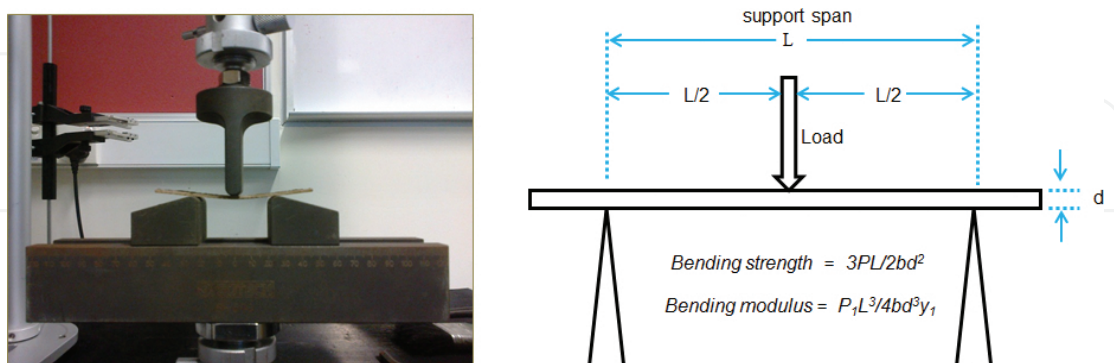 support span
L
L/2
L/2
Load
d
Bending strength = 3PL/2bd²
Bending modulus = P₁L³/4bd³y₁